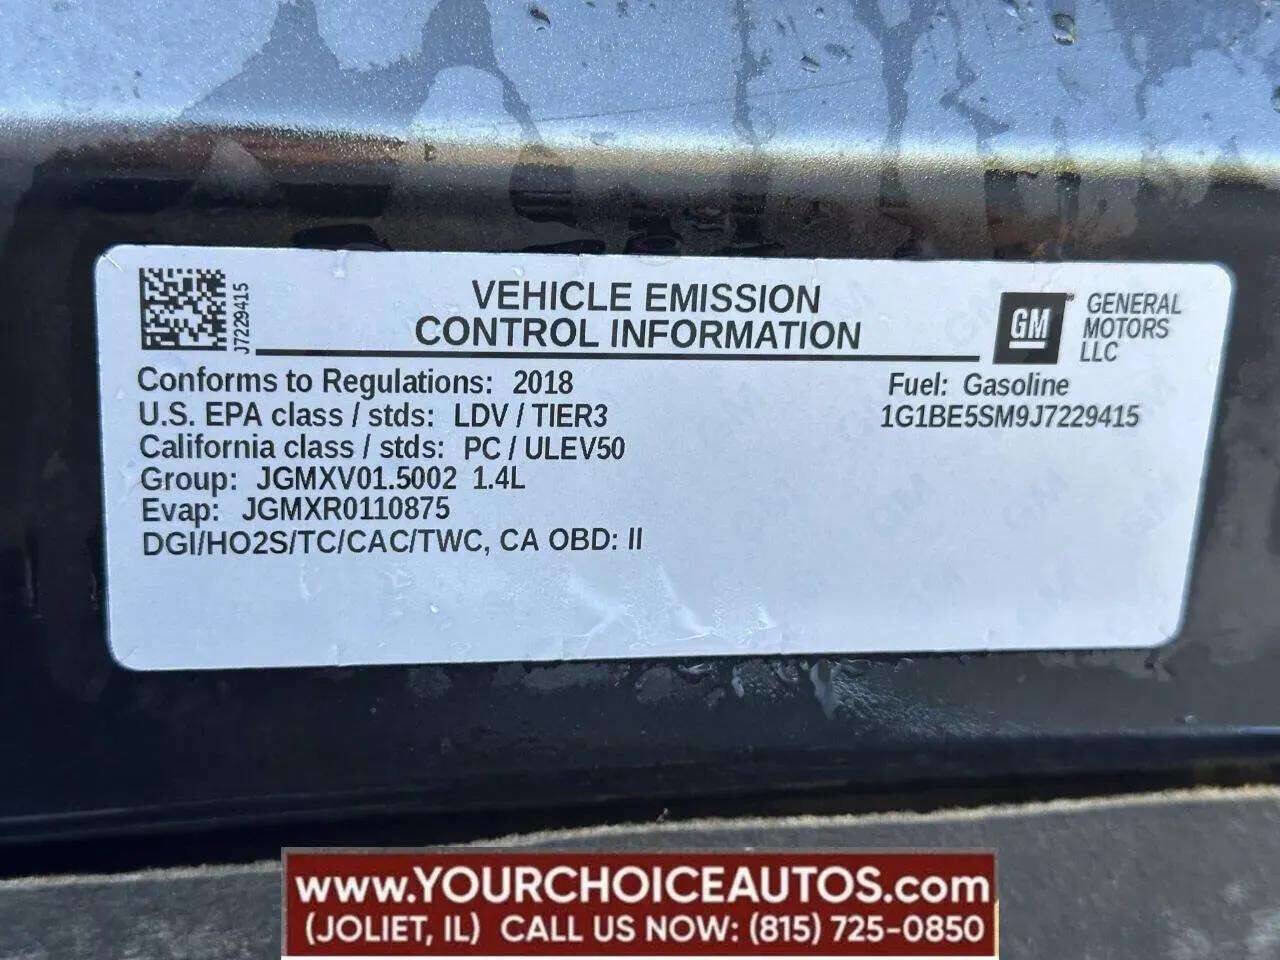 J7229415
VEHICLE EMISSION
CONTROL INFORMATION
GM
GENERAL
MOTORS
LLC
Conforms to Regulations: 2018
Fuel: Gasoline
U.S. EPA class / stds: LDV / TIER3
1G1BE5SM9J7229415
California class / stds: PC / ULEV50
Group: JGMXV01.5002 1.4L
Evap: JGMXR0110875
DGI/HO2S/TC/CAC/TWC, CA OBD: II
www.YOURCHOICEAUTOS.com
(JOLIET, IL) CALL US NOW: (815) 725-0850